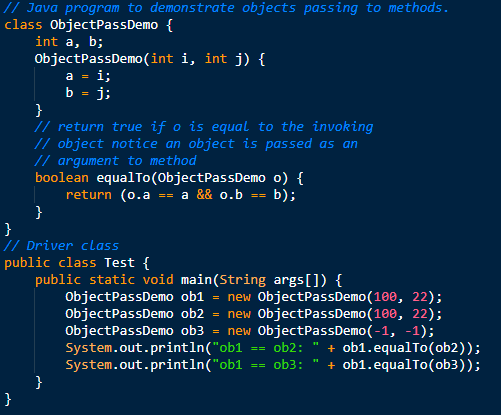 // Java program to demonstrate objects passing to methods.
class ObjectPassDemo {
    int a, b;
    ObjectPassDemo(int i, int j) {
        a = i;
        b = j;
    }
    // return true if o is equal to the invoking
    // object notice an object is passed as an
    // argument to method
    boolean equalTo(ObjectPassDemo o) {
        return (o.a == a && o.b == b);
    }
}
// Driver class
public class Test {
    public static void main(String args[]) {
        ObjectPassDemo ob1 = new ObjectPassDemo(100, 22);
        ObjectPassDemo ob2 = new ObjectPassDemo(100, 22);
        ObjectPassDemo ob3 = new ObjectPassDemo(-1, -1);
        System.out.println("ob1 == ob2: " + ob1.equalTo(ob2));
        System.out.println("ob1 == ob3: " + ob1.equalTo(ob3));
    }
}